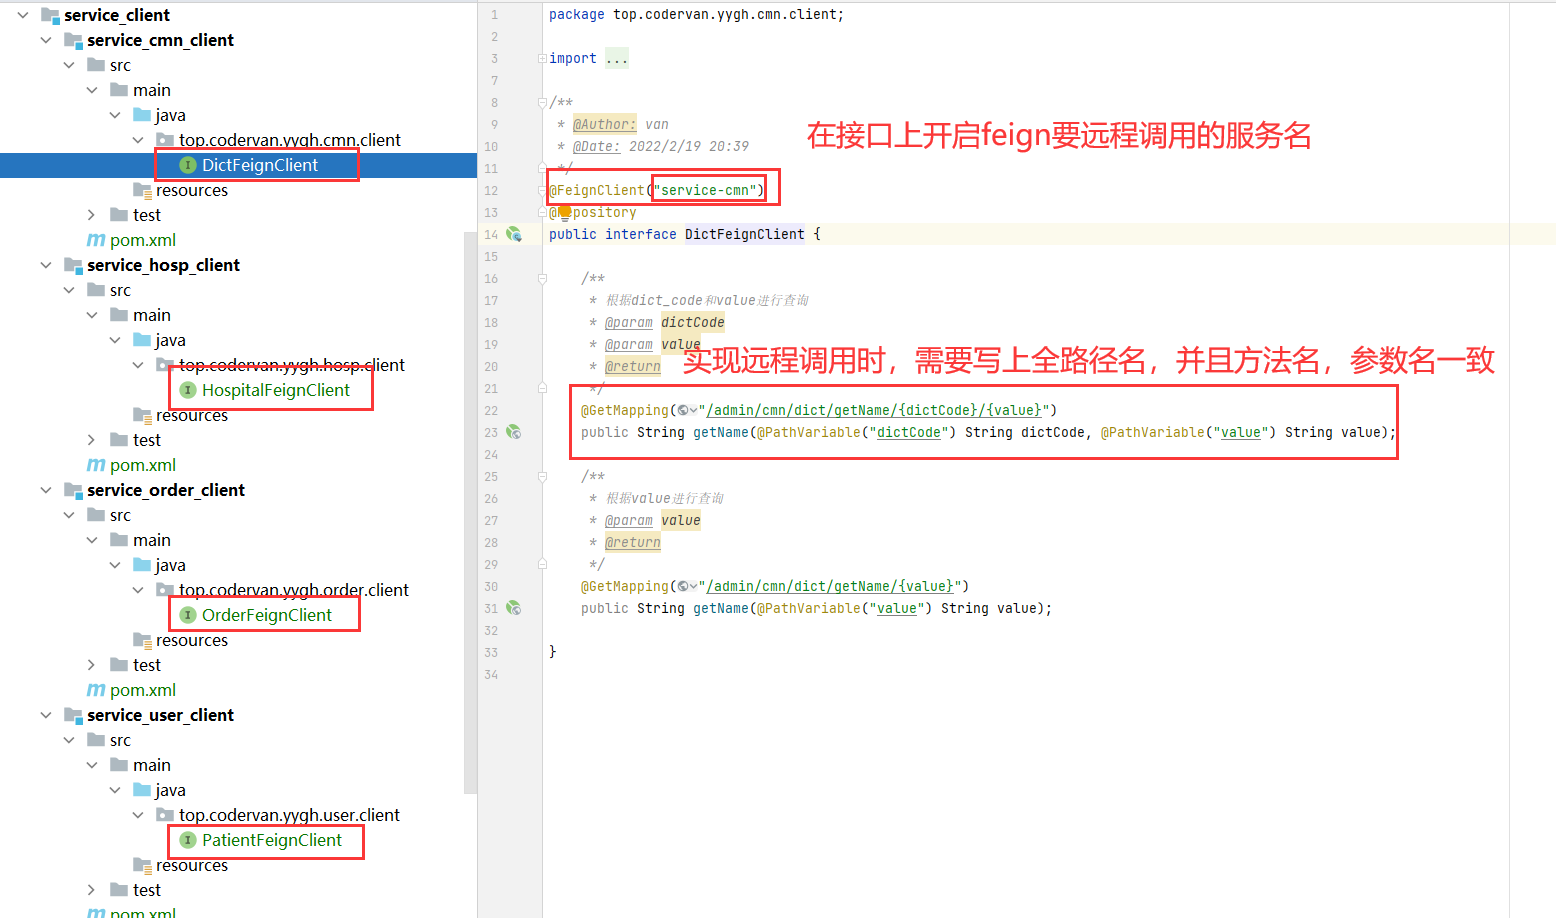 service_client
service_cmn_client
src
main
java
top.codervan.yygh.cmn.client
DictFeignClient
resources
test
pom.xml
service_hosp_client
src
main
java
top.codervan.yygh.hosp.client
HospitalFeignClient
resources
test
pom.xml
service_order_client
src
main
java
top.codervan.yygh.order.client
OrderFeignClient
resources
test
pom.xml
service_user_client
src
main
java
top.codervan.yygh.user.client
PatientFeignClient
resources
test
pom.xml
1 package top.codervan.yygh.cmn.client;
2
3 import ...
7
8 /**
9 * @Author: van
10 * @Date: 2022/2/19 20:39
在接口上开启feign要远程调用的服务名
11 */
12 @FeignClient("service-cmn")
13 @Repository
14 public interface DictFeignClient {
15
16 /**
17 * 根据dict_code和value进行查询
18 * @param dictCode
19 * @param value
20 * @return
实现远程调用时，需要写上全路径名，并且方法名，参数名一致
21 */
22 @GetMapping("/admin/cmn/dict/getName/{dictCode}/{value}")
23 public String getName(@PathVariable("dictCode") String dictCode, @PathVariable("value") String value);
24
25 /**
26 * 根据value进行查询
27 * @param value
28 * @return
29 */
30 @GetMapping("/admin/cmn/dict/getName/{value}")
31 public String getName(@PathVariable("value") String value);
32
33 }
34